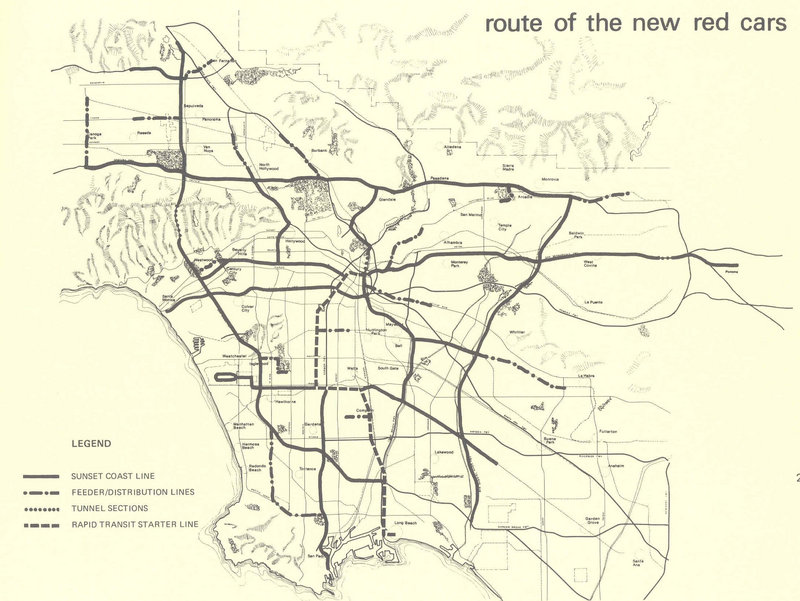 route of the new red cars
San Fernando
Sepulveda
Panorama
Canoga
Park
Reseda
Van
Nuys
North
Hollywood
Burbank
Altadena
Sierra
Madre
Pasadena
Monrovia
Arcadia
Glendale
San Marino
Temple
City
Baldwin
Park
Hollywood
Beverly
Hills
Westwood
Century
City
Alhambra
Monterey
Park
West
Covina
Pomona
Santa
Monica
Culver
City
La Puente
Huntington
Park
Bell
Whittier
Westchester
Inglewood
Watts
South Gate
La Habra
Hawthorne
Compton
Manhattan
Beach
Gardena
Fullerton
Hermosa
Beach
Buena
Park
Redondo
Beach
Torrance
Lakewood
Anaheim
Long Beach
Garden
Grove
San Pedro
Santa
Ana
LEGEND
SUNSET COAST LINE
FEEDER/DISTRIBUTION LINES
TUNNEL SECTIONS
RAPID TRANSIT STARTER LINE
2